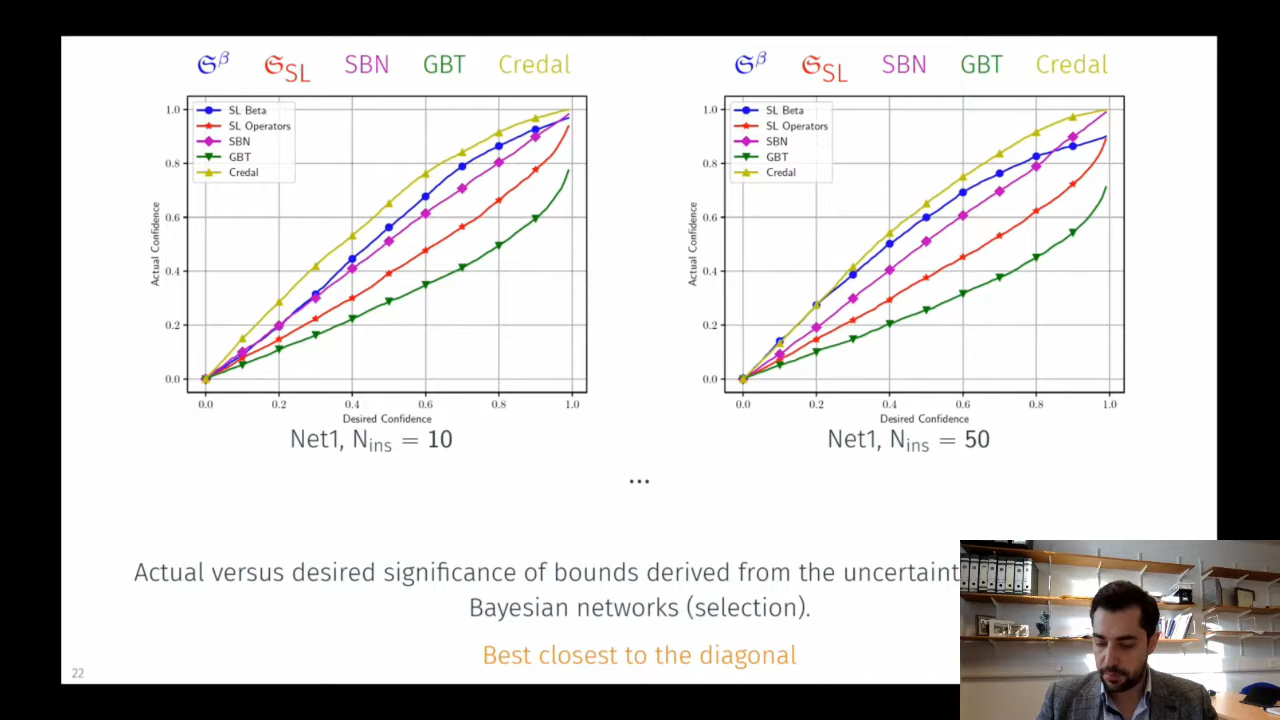 𝔖^β 𝔖_SL SBN GBT Credal
1.0
0.8
0.6
0.4
0.2
0.0
Actual Confidence
SL Beta
SL Operators
SBN
GBT
Credal
0.0 0.2 0.4 0.6 0.8 1.0
Desired Confidence
Net1, N_ins = 10
𝔖^β 𝔖_SL SBN GBT Credal
1.0
0.8
0.6
0.4
0.2
0.0
Actual Confidence
SL Beta
SL Operators
SBN
GBT
Credal
0.0 0.2 0.4 0.6 0.8 1.0
Desired Confidence
Net1, N_ins = 50
...
Actual versus desired significance of bounds derived from the uncertaint
Bayesian networks (selection).
Best closest to the diagonal
22